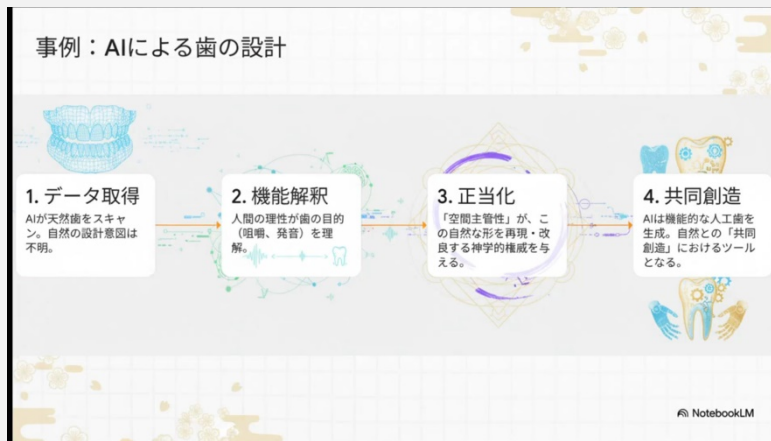 事例：AIによる歯の設計
1. データ取得
AIが天然歯をスキャ
ン。自然の設計意図は
不明。
2. 機能解釈
人間の理性が歯の目的
（咀嚼、発音）を理
解。
3. 正当化
「空間主管性」が、こ
の自然な形を再現・改
良する神学的権威を与
える。
4. 共同創造
AIは機能的な人工歯を
生成。自然との「共同
創造」におけるツール
となる。
NotebookLM